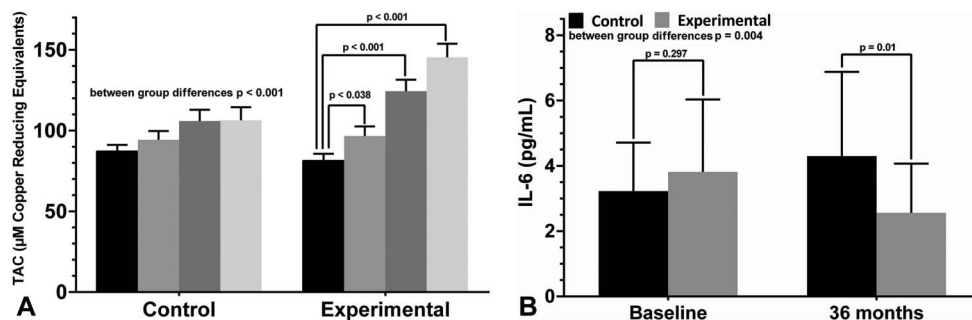 A
TAC (µM Copper Reducing Equivalents)
150
100
50
0
between group differences p < 0.001
p < 0.001
p < 0.001
p < 0.038
Control
Experimental
B
IL-6 (pg/mL)
8
6
4
2
0
Control Experimental
between group differences p = 0.004
p = 0.297
p = 0.01
Baseline
36 months